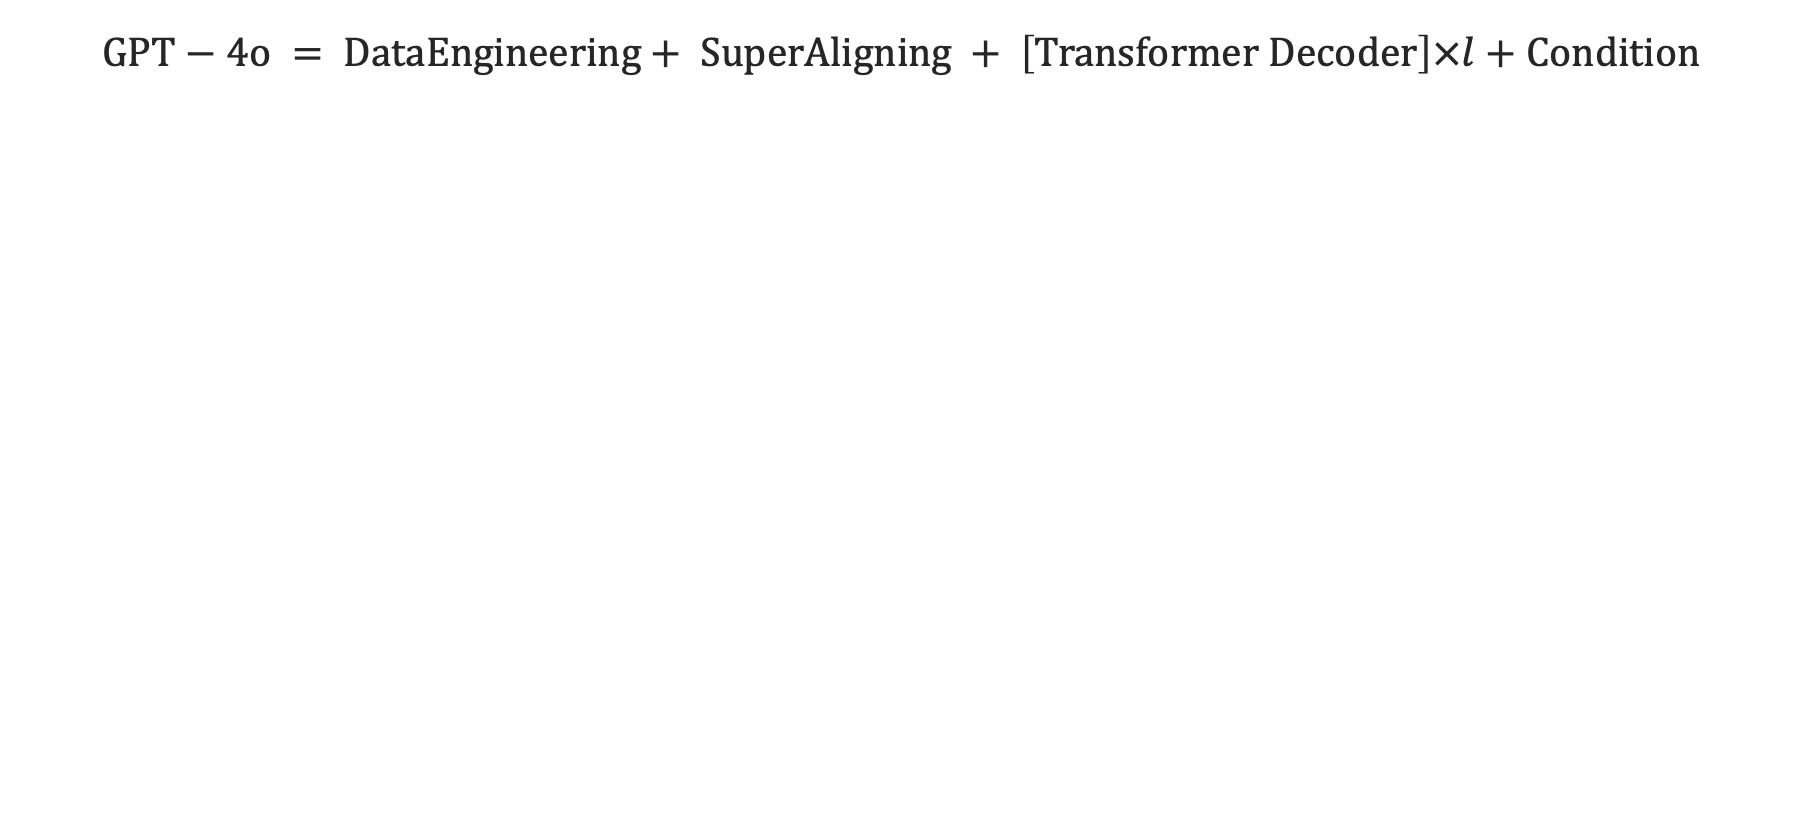 GPT − 4o = DataEngineering + SuperAligning + [Transformer Decoder]×l + Condition